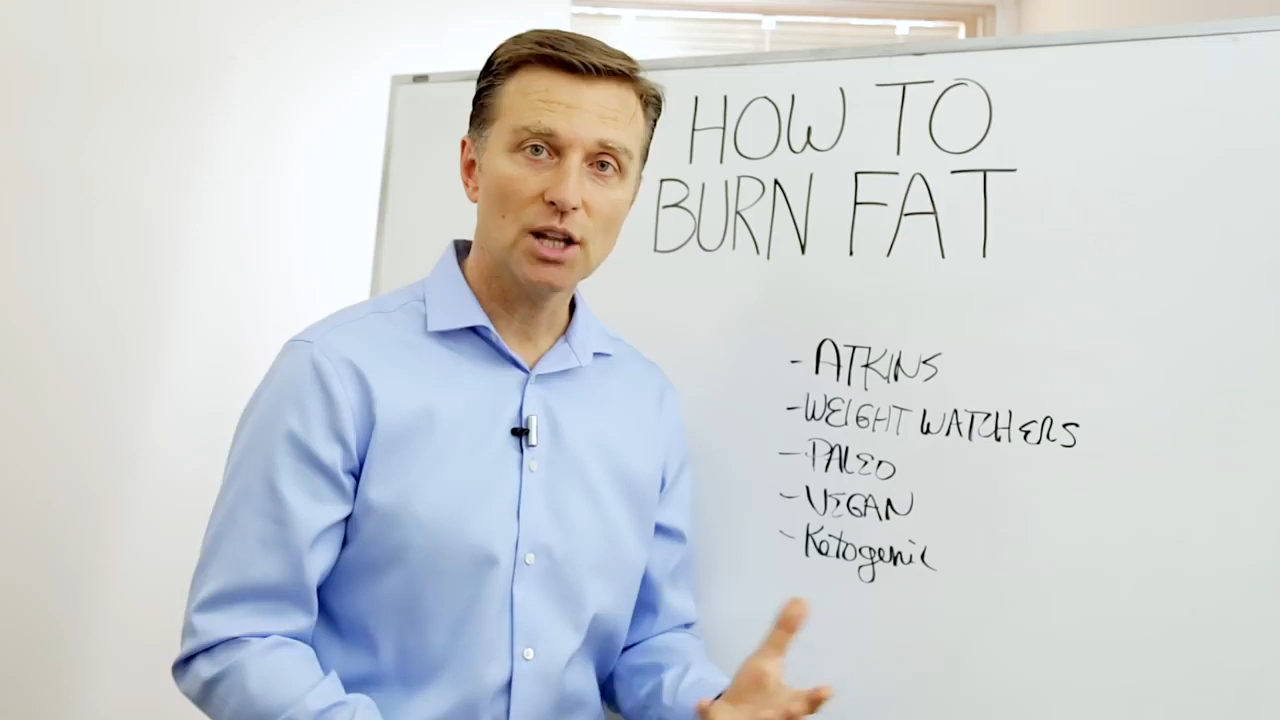 HOW TO
BURN FAT
- ATKINS
- WEIGHT WATCHERS
- PALEO
- VEGAN
- Ketogenic